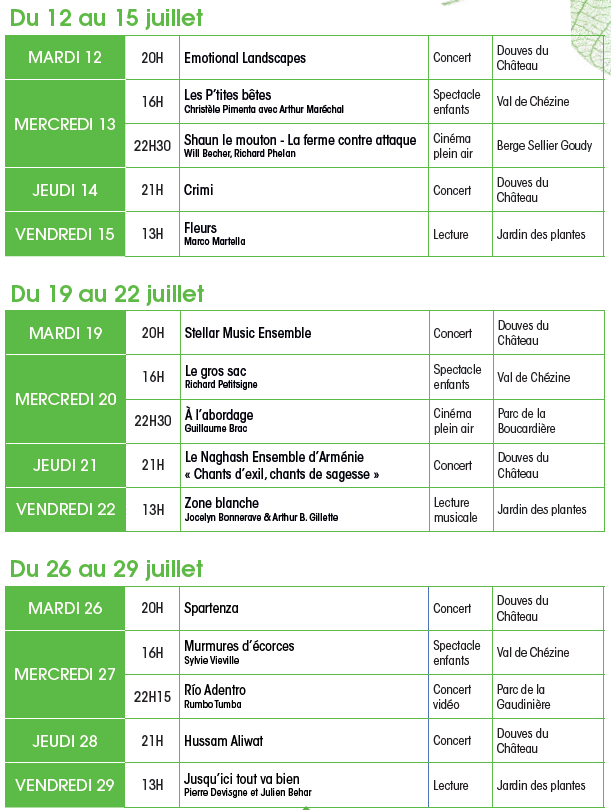 Du 12 au 15 juillet
MARDI 12
20H
Emotional Landscapes
Concert
Douves du
Château
MERCREDI 13
16H
Les P'tites bêtes
Christèle Pimenta avec Arthur Maréchal
Spectacle
enfants
Val de Chézine
22H30
Shaun le mouton - La ferme contre attaque
Will Becher, Richard Phelan
Cinéma
plein air
Berge Sellier Goudy
JEUDI 14
21H
Crimi
Concert
Douves du
Château
VENDREDI 15
13H
Fleurs
Marco Martella
Lecture
Jardin des plantes
Du 19 au 22 juillet
MARDI 19
20H
Stellar Music Ensemble
Concert
Douves du
Château
MERCREDI 20
16H
Le gros sac
Richard Petitsigne
Spectacle
enfants
Val de Chézine
22H30
À l'abordage
Guillaume Brac
Cinéma
plein air
Parc de la
Boucardière
JEUDI 21
21H
Le Naghash Ensemble d'Arménie
« Chants d'exil, chants de sagesse »
Concert
Douves du
Château
VENDREDI 22
13H
Zone blanche
Jocelyn Bonnerave & Arthur B. Gillette
Lecture
musicale
Jardin des plantes
Du 26 au 29 juillet
MARDI 26
20H
Spartenza
Concert
Douves du
Château
MERCREDI 27
16H
Murmures d'écorces
Sylvie Vieville
Spectacle
enfants
Val de Chézine
22H15
Río Adentro
Rumbo Tumba
Concert
vidéo
Parc de la
Gaudinière
JEUDI 28
21H
Hussam Aliwat
Concert
Douves du
Château
VENDREDI 29
13H
Jusqu'ici tout va bien
Pierre Devisgne et Julien Behar
Lecture
Jardin des plantes